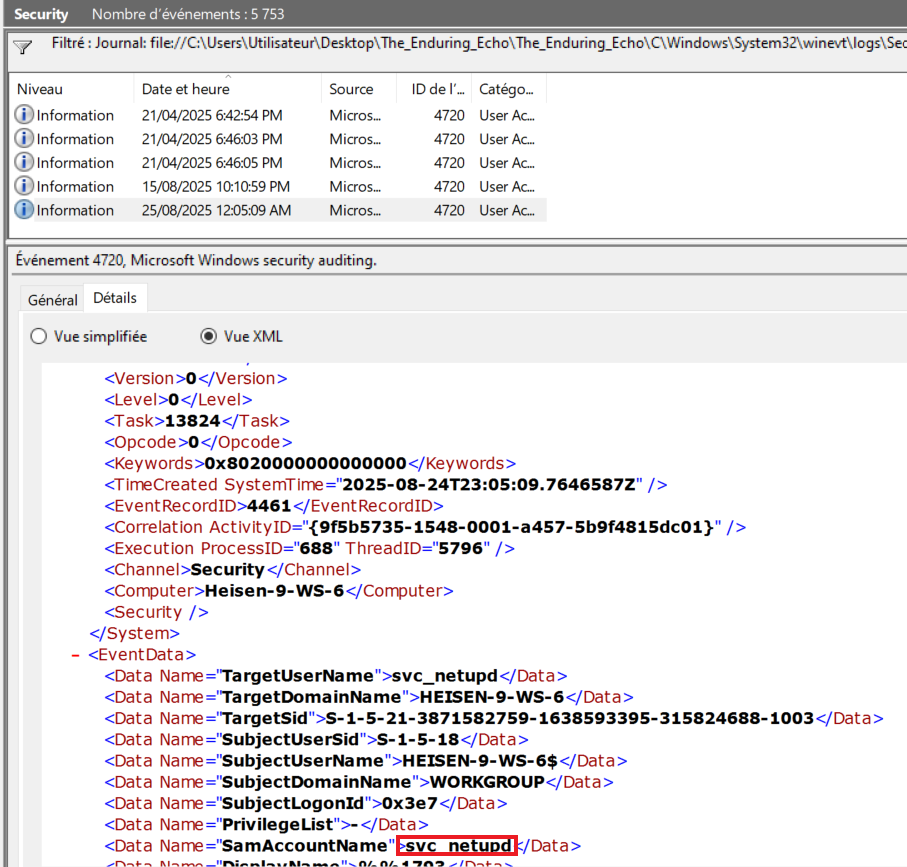 Security Nombre d'événements : 5 753
Filtré : Journal: file://C:\Users\Utilisateur\Desktop\The_Enduring_Echo\The_Enduring_Echo\C\Windows\System32\winevt\logs\Sec
Niveau Date et heure Source ID de l'... Catégo...
Information 21/04/2025 6:42:54 PM Micros... 4720 User Ac...
Information 21/04/2025 6:46:03 PM Micros... 4720 User Ac...
Information 21/04/2025 6:46:05 PM Micros... 4720 User Ac...
Information 15/08/2025 10:10:59 PM Micros... 4720 User Ac...
Information 25/08/2025 12:05:09 AM Micros... 4720 User Ac...
Événement 4720, Microsoft Windows security auditing.
Général Détails
Vue simplifiée Vue XML
<Version>0</Version>
<Level>0</Level>
<Task>13824</Task>
<Opcode>0</Opcode>
<Keywords>0x8020000000000000</Keywords>
<TimeCreated SystemTime="2025-08-24T23:05:09.7646587Z" />
<EventRecordID>4461</EventRecordID>
<Correlation ActivityID="{9f5b5735-1548-0001-a457-5b9f4815dc01}" />
<Execution ProcessID="688" ThreadID="5796" />
<Channel>Security</Channel>
<Computer>Heisen-9-WS-6</Computer>
<Security />
</System>
- <EventData>
<Data Name="TargetUserName">svc_netupd</Data>
<Data Name="TargetDomainName">HEISEN-9-WS-6</Data>
<Data Name="TargetSid">S-1-5-21-3871582759-1638593395-315824688-1003</Data>
<Data Name="SubjectUserSid">S-1-5-18</Data>
<Data Name="SubjectUserName">HEISEN-9-WS-6$</Data>
<Data Name="SubjectDomainName">WORKGROUP</Data>
<Data Name="SubjectLogonId">0x3e7</Data>
<Data Name="PrivilegeList">-</Data>
<Data Name="SamAccountName">svc_netupd</Data>
<Data Name="DisplayName">%%1793</Data>